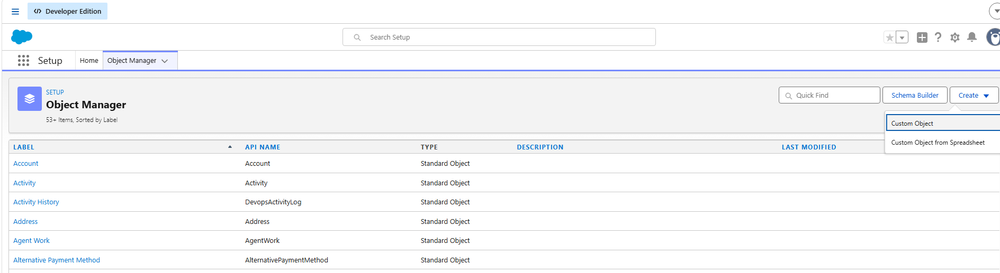 Developer Edition
Search Setup
Setup Home Object Manager
SETUP
Object Manager
53+ Items, Sorted by Label
Quick Find Schema Builder Create
Custom Object
Custom Object from Spreadsheet
LABEL API NAME TYPE DESCRIPTION LAST MODIFIED
Account Account Standard Object
Activity Activity Standard Object
Activity History DevopsActivityLog Standard Object
Address Address Standard Object
Agent Work AgentWork Standard Object
Alternative Payment Method AlternativePaymentMethod Standard Object